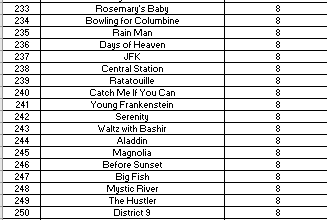 233 Rosemary's Baby 8
234 Bowling for Columbine 8
235 Rain Man 8
236 Days of Heaven 8
237 JFK 8
238 Central Station 8
239 Ratatouille 8
240 Catch Me If You Can 8
241 Young Frankenstein 8
242 Serenity 8
243 Waltz with Bashir 8
244 Aladdin 8
245 Magnolia 8
246 Before Sunset 8
247 Big Fish 8
248 Mystic River 8
249 The Hustler 8
250 District 9 8